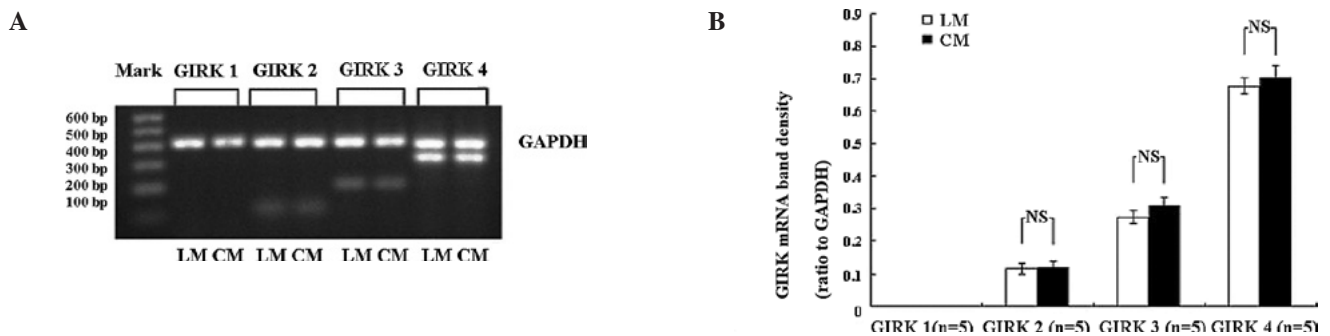 A
Mark GIRK 1 GIRK 2 GIRK 3 GIRK 4
600 bp
500 bp
400 bp
300 bp
200 bp
100 bp
GAPDH
LM CM LM CM LM CM LM CM
B
GIRK mRNA band density
(ratio to GAPDH)
0.9
0.8
0.7
0.6
0.5
0.4
0.3
0.2
0.1
0
LM
CM
NS
NS
NS
GIRK 1(n=5) GIRK 2 (n=5) GIRK 3 (n=5) GIRK 4 (n=5)